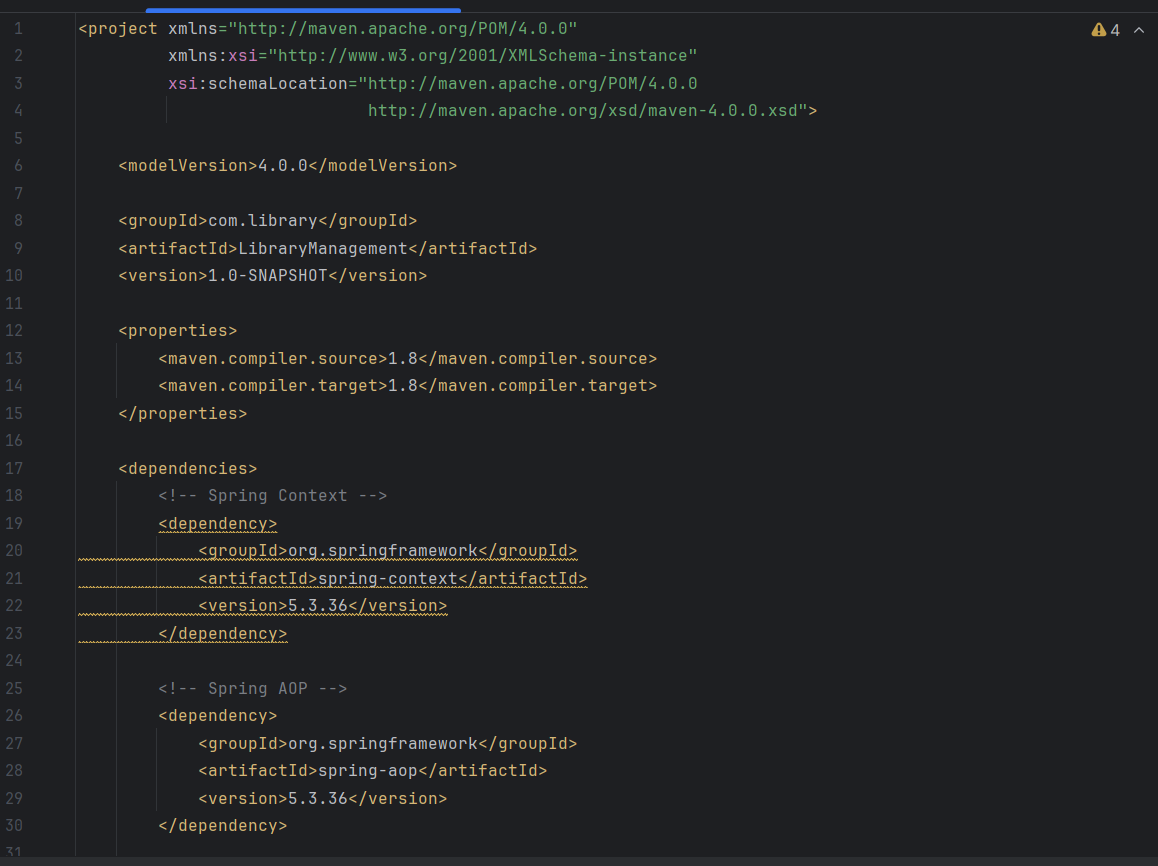 4
1 <project xmlns="http://maven.apache.org/POM/4.0.0"
2 xmlns:xsi="http://www.w3.org/2001/XMLSchema-instance"
3 xsi:schemaLocation="http://maven.apache.org/POM/4.0.0
4 http://maven.apache.org/xsd/maven-4.0.0.xsd">
5
6 <modelVersion>4.0.0</modelVersion>
7
8 <groupId>com.library</groupId>
9 <artifactId>LibraryManagement</artifactId>
10 <version>1.0-SNAPSHOT</version>
11
12 <properties>
13 <maven.compiler.source>1.8</maven.compiler.source>
14 <maven.compiler.target>1.8</maven.compiler.target>
15 </properties>
16
17 <dependencies>
18 <!-- Spring Context -->
19 <dependency>
20 <groupId>org.springframework</groupId>
21 <artifactId>spring-context</artifactId>
22 <version>5.3.36</version>
23 </dependency>
24
25 <!-- Spring AOP -->
26 <dependency>
27 <groupId>org.springframework</groupId>
28 <artifactId>spring-aop</artifactId>
29 <version>5.3.36</version>
30 </dependency>
31